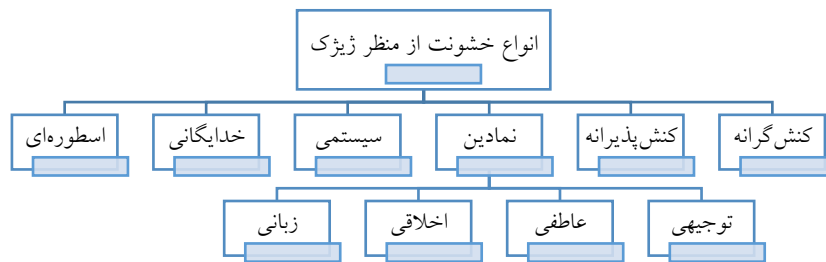 انواع خشونت از منظر ژیژک
کنش‌گرانه
کنش‌پذیرانه
نمادین
سیستمی
خدایگانی
اسطوره‌ای
توجیهی
عاطفی
اخلاقی
زبانی